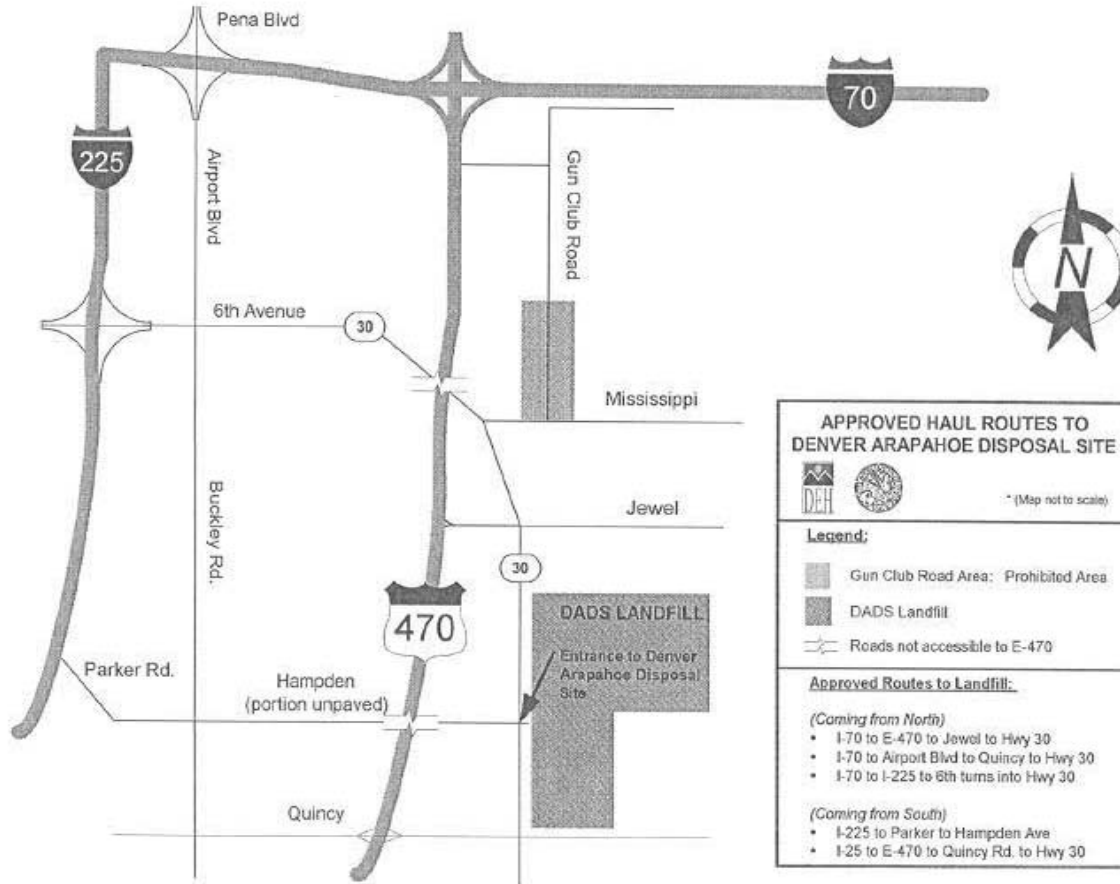 Pena Blvd
70
225
Airport Blvd
Gun Club Road
N
6th Avenue
30
Mississippi
Buckley Rd.
Jewel
30
470
DADS LANDFILL
Entrance to Denver
Arapahoe Disposal
Site
Parker Rd.
Hampden
(portion unpaved)
Quincy
APPROVED HAUL ROUTES TO
DENVER ARAPAHOE DISPOSAL SITE
DEH
* (Map not to scale)
Legend:
Gun Club Road Area: Prohibited Area
DADS Landfill
Roads not accessible to E-470
Approved Routes to Landfill:
(Coming from North)
• I-70 to E-470 to Jewel to Hwy 30
• I-70 to Airport Blvd to Quincy to Hwy 30
• I-70 to I-225 to 6th turns into Hwy 30
(Coming from South)
• I-225 to Parker to Hampden Ave
• I-25 to E-470 to Quincy Rd. to Hwy 30